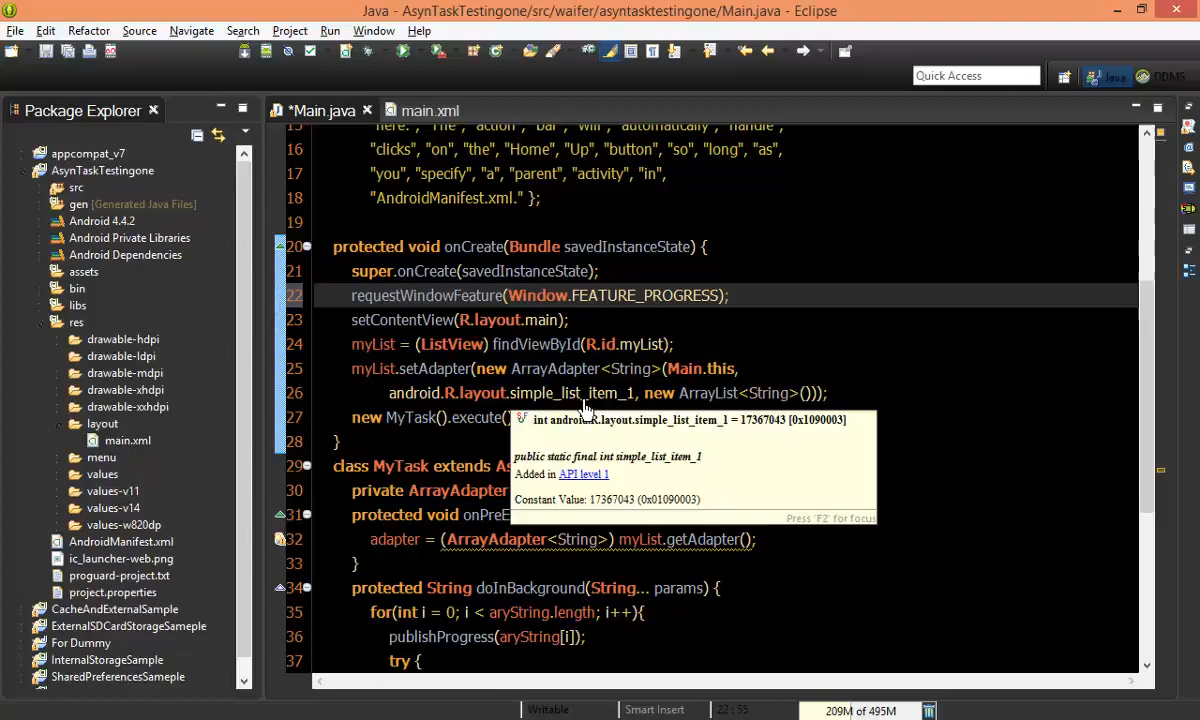 Java - AsynTaskTestingone/src/waifer/asyntasktestingone/Main.java - Eclipse
File Edit Refactor Source Navigate Search Project Run Window Help
Quick Access
Java
DDMS
Package Explorer
appcompat_v7
AsynTaskTestingone
src
gen [Generated Java Files]
Android 4.4.2
Android Private Libraries
Android Dependencies
assets
bin
libs
res
drawable-hdpi
drawable-ldpi
drawable-mdpi
drawable-xhdpi
drawable-xxhdpi
layout
main.xml
menu
values
values-v11
values-v14
values-w820dp
AndroidManifest.xml
ic_launcher-web.png
proguard-project.txt
project.properties
CacheAndExternalSample
ExternalSDCardStorageSameple
For Dummy
InternalStorageSample
SharedPreferencesSameple
*Main.java
main.xml
15 "here.", "The", "action", "bar", "will", "automatically", "handle",
16 "clicks", "on", "the", "Home", "Up", "button", "so", "long", "as",
17 "you", "specify", "a", "parent", "activity", "in",
18 "AndroidManifest.xml." };
19
20 protected void onCreate(Bundle savedInstanceState) {
21 super.onCreate(savedInstanceState);
22 requestWindowFeature(Window.FEATURE_PROGRESS);
23 setContentView(R.layout.main);
24 myList = (ListView) findViewById(R.id.myList);
25 myList.setAdapter(new ArrayAdapter<String>(Main.this,
26 android.R.layout.simple_list_item_1, new ArrayList<String>()));
27 new MyTask().execute()
28 }
29 class MyTask extends As
30 private ArrayAdapter
31 protected void onPreE
32 adapter = (ArrayAdapter<String>) myList.getAdapter();
33 }
34 protected String doInBackground(String... params) {
35 for(int i = 0; i < aryString.length; i++){
36 publishProgress(aryString[i]);
37 try {
int android.R.layout.simple_list_item_1 = 17367043 [0x1090003]
public static final int simple_list_item_1
Added in API level 1
Constant Value: 17367043 (0x01090003)
Press 'F2' for focus
Writable
Smart Insert
22 : 55
209M of 495M